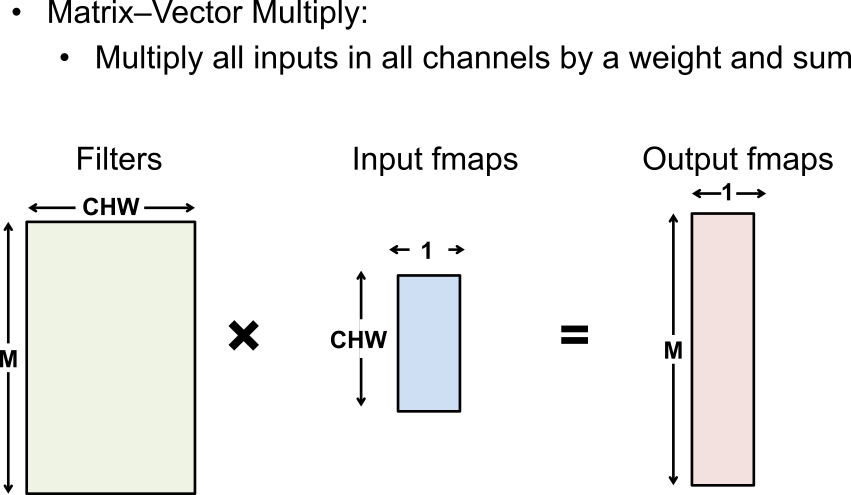 • Matrix–Vector Multiply:
• Multiply all inputs in all channels by a weight and sum
Filters
Input fmaps
Output fmaps
CHW
M
×
1
CHW
=
1
M